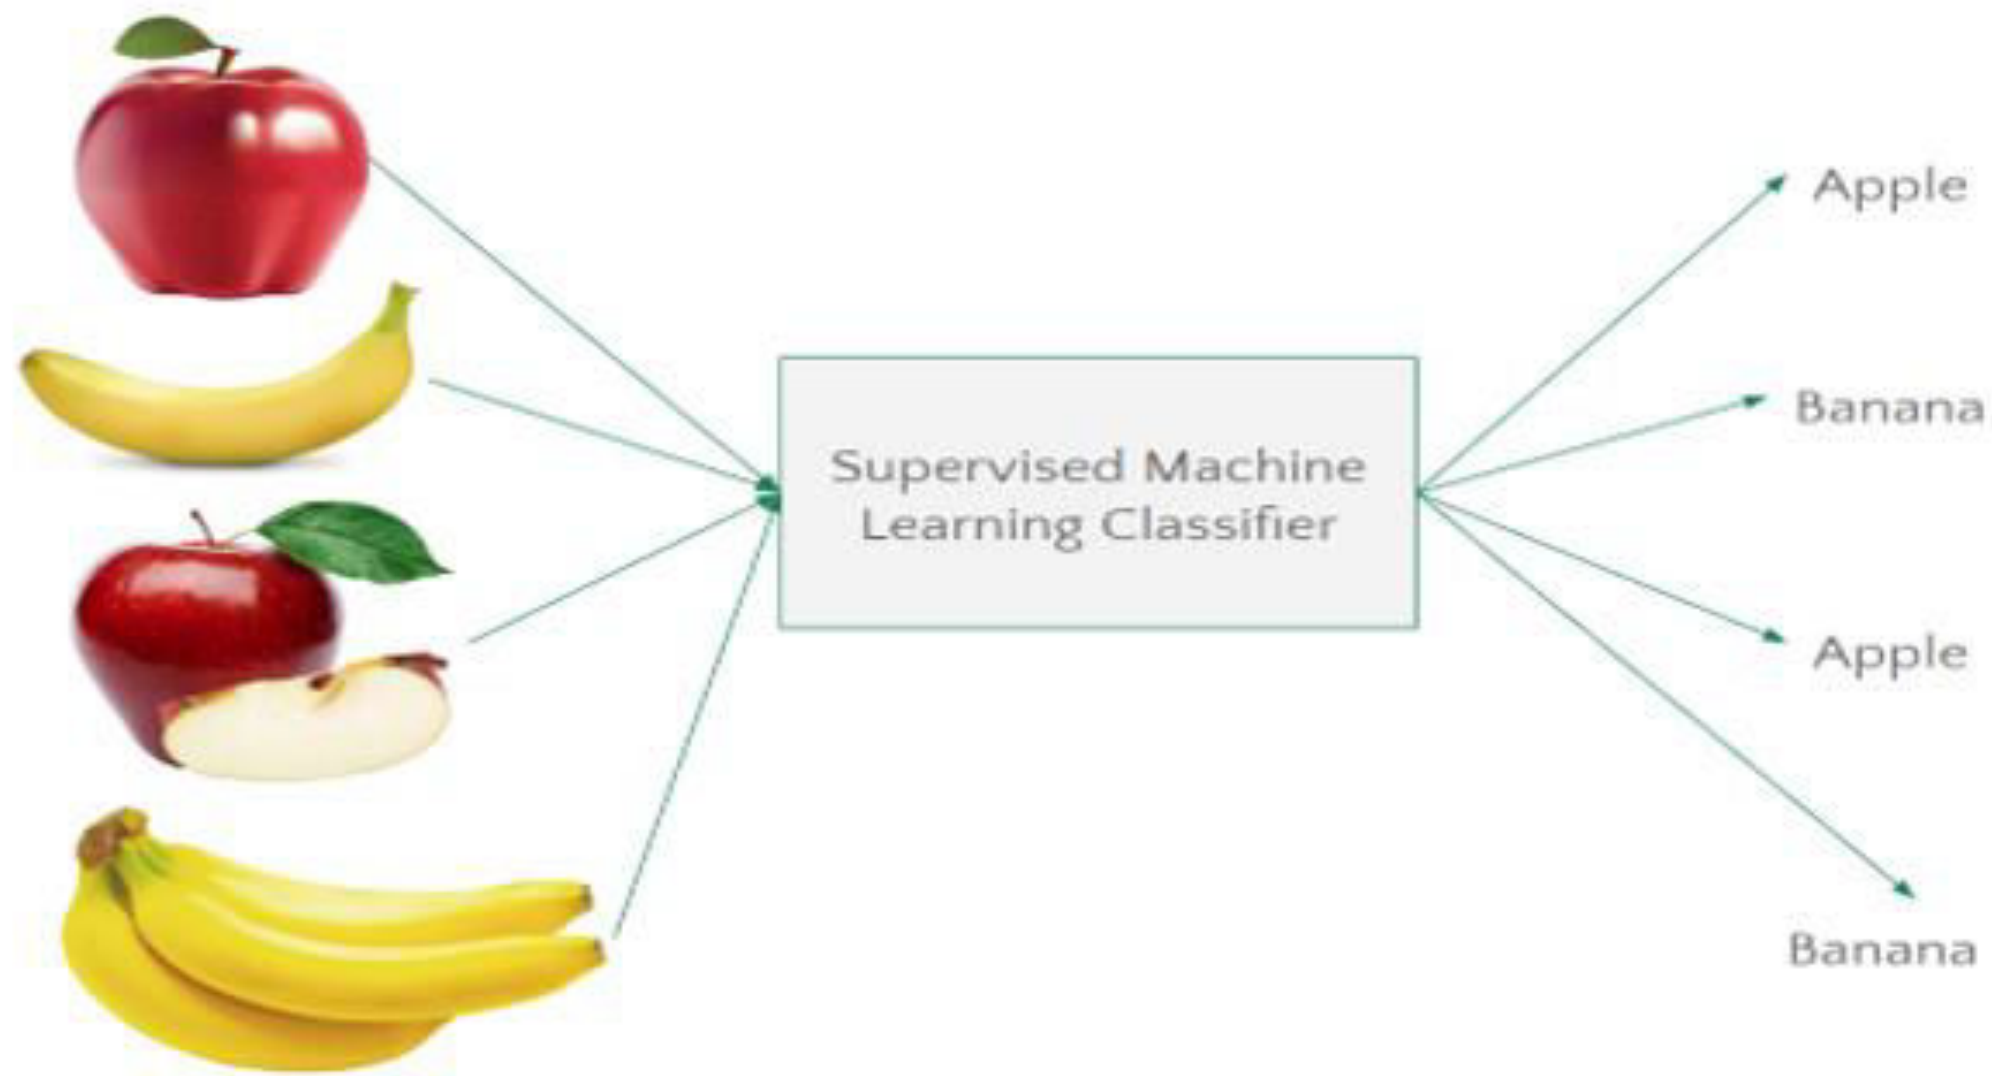 Apple
Banana
Supervised Machine
Learning Classifier
Apple
Banana